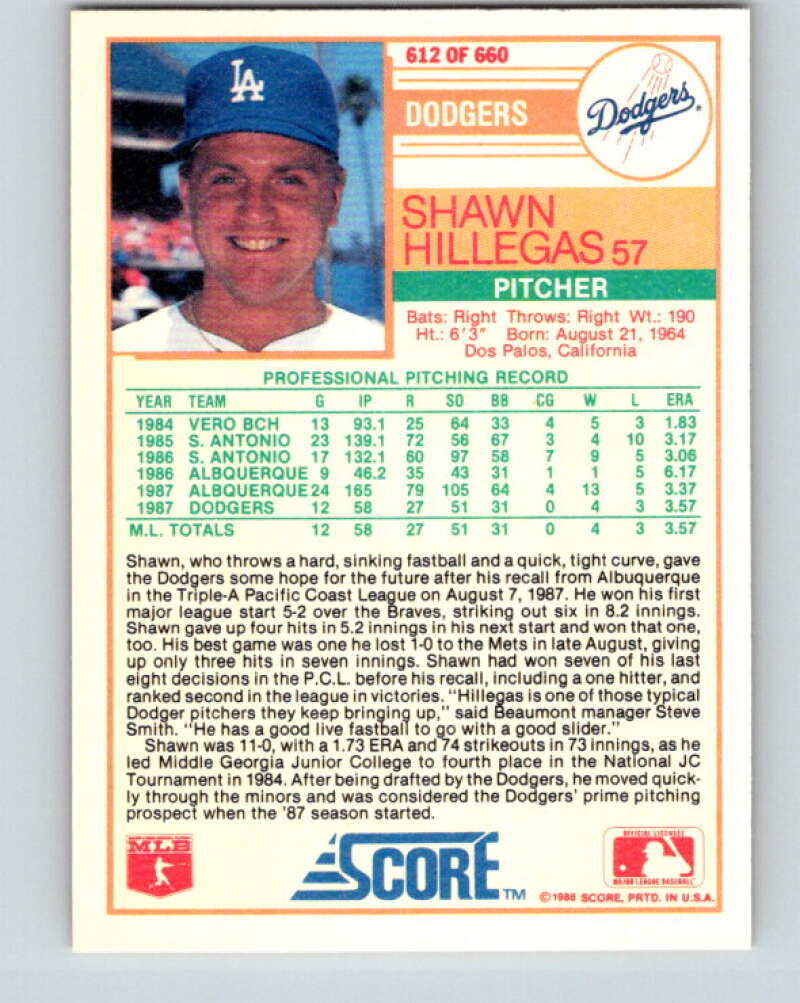 LA
612 OF 660
DODGERS
Dodgers®
SHAWN
HILLEGAS 57
PITCHER
Bats: Right Throws: Right Wt.: 190
Ht.: 6'3" Born: August 21, 1964
Dos Palos, California
PROFESSIONAL PITCHING RECORD
YEAR TEAM G IP R SO BB CG W L ERA
1984 VERO BCH 13 93.1 25 64 33 4 5 3 1.83
1985 S. ANTONIO 23 139.1 72 56 67 3 4 10 3.17
1986 S. ANTONIO 17 132.1 60 97 58 7 9 5 3.06
1986 ALBQUERQUE 9 46.2 35 43 31 1 1 5 6.17
1987 ALBQUERQUE 24 165 79 105 64 4 13 5 3.37
1987 DODGERS 12 58 27 51 31 0 4 3 3.57
M.L. TOTALS 12 58 27 51 31 0 4 3 3.57
Shawn, who throws a hard, sinking fastball and a quick, tight curve, gave
the Dodgers some hope for the future after his recall from Albuquerque
in the Triple-A Pacific Coast League on August 7, 1987. He won his first
major league start 5-2 over the Braves, striking out six in 8.2 innings.
Shawn gave up four hits in 5.2 innings in his next start and won that one,
too. His best game was one he lost 1-0 to the Mets in late August, giving
up only three hits in seven innings. Shawn had won seven of his last
eight decisions in the P.C.L. before his recall, including a one hitter, and
ranked second in the league in victories. "Hillegas is one of those typical
Dodger pitchers they keep bringing up," said Beaumont manager Steve
Smith. "He has a good live fastball to go with a good slider."
Shawn was 11-0, with a 1.73 ERA and 74 strikeouts in 73 innings, as he
led Middle Georgia Junior College to fourth place in the National JC
Tournament in 1984. After being drafted by the Dodgers, he moved quick-
ly through the minors and was considered the Dodgers' prime pitching
prospect when the '87 season started.
MLB
SCORE™
OFFICIAL LICENSEE
MAJOR LEAGUE BASEBALL
©1988 SCORE, PRTD. IN U.S.A.